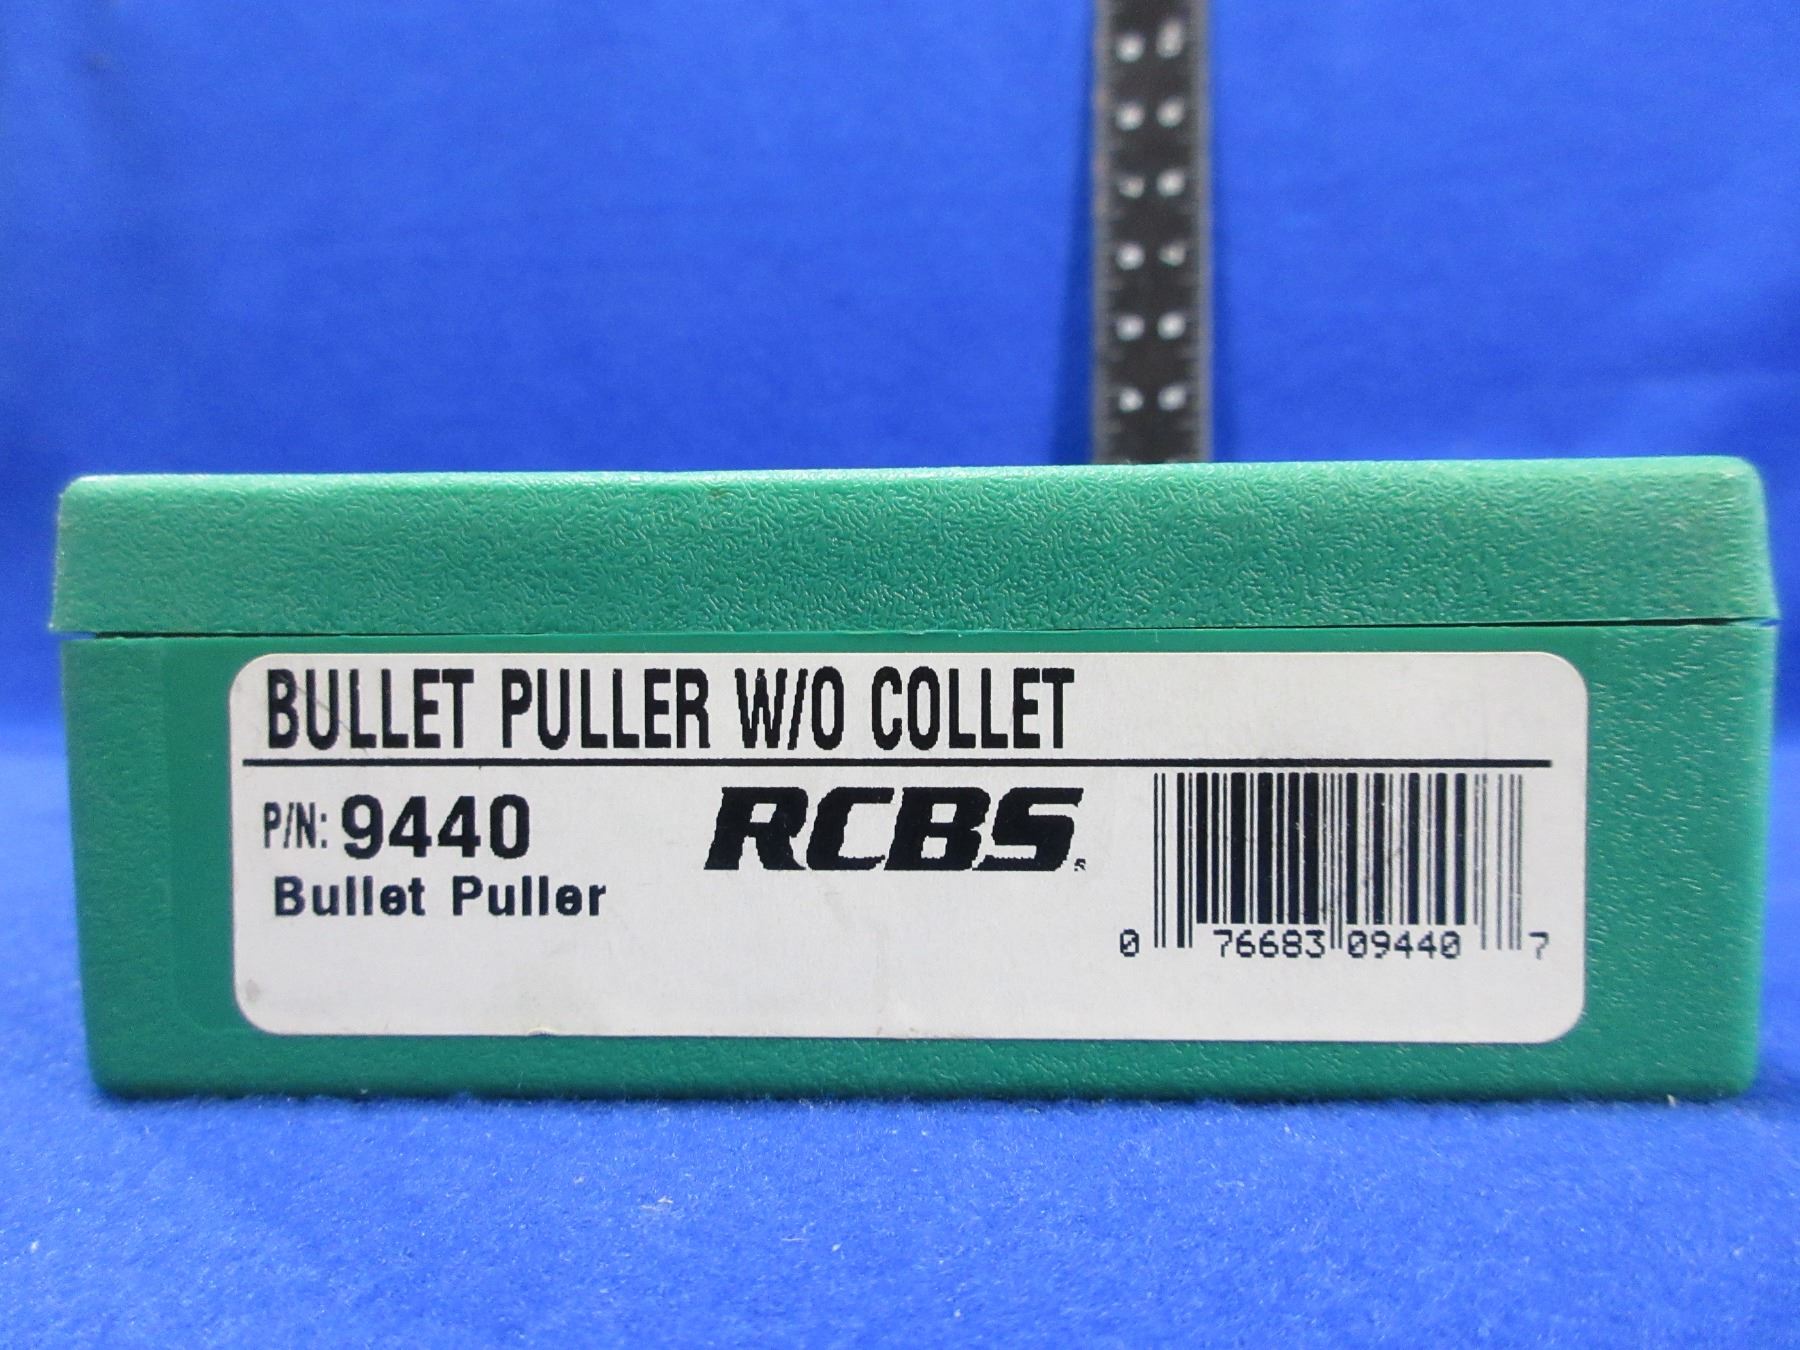 BULLET PULLER W/O COLLET
P/N: 9440
Bullet Puller
RCBS
0 76683 09440 7